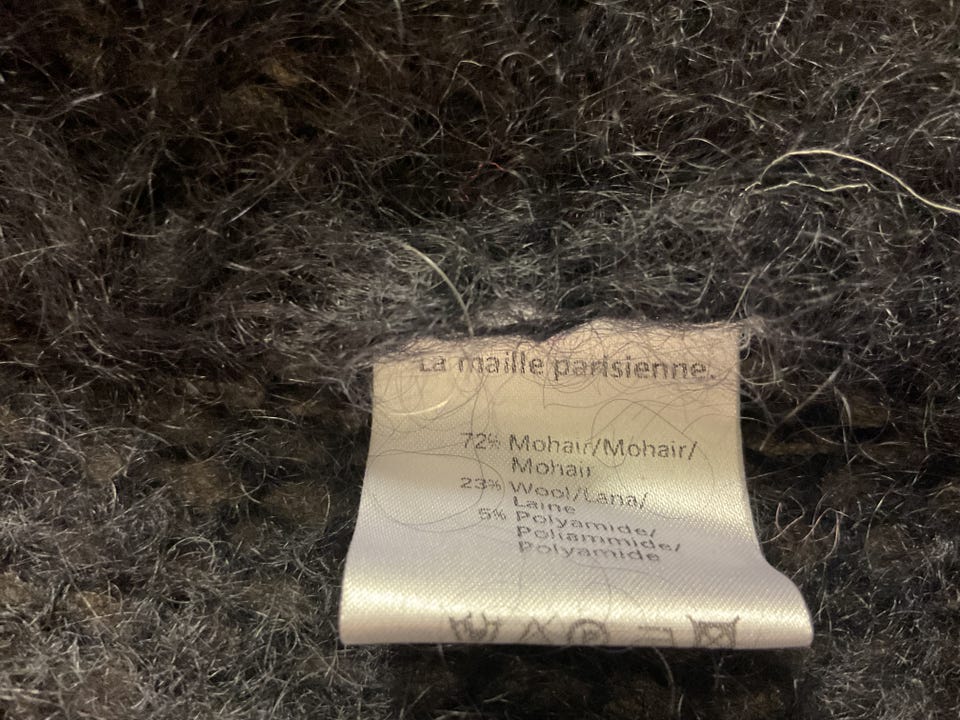 La maille parisienne.
72% Mohair/Mohair/
Mohair
23% Wool/Lana/
Laine
5% Polyamide/
Poliammide/
Polyamide
P